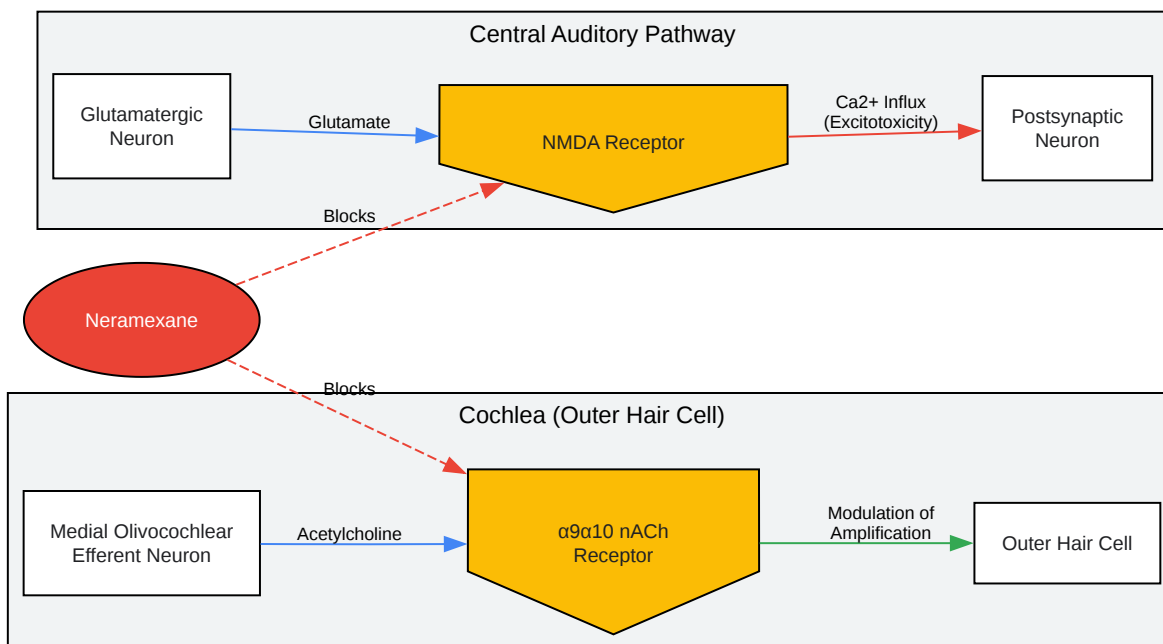 Central Auditory Pathway
Glutamatergic
Neuron
Glutamate
NMDA Receptor
Ca2+ Influx
(Excitotoxicity)
Postsynaptic
Neuron
Blocks
Neramexane
Blocks
Cochlea (Outer Hair Cell)
Medial Olivocochlear
Efferent Neuron
Acetylcholine
α9α10 nACh
Receptor
Modulation of
Amplification
Outer Hair Cell